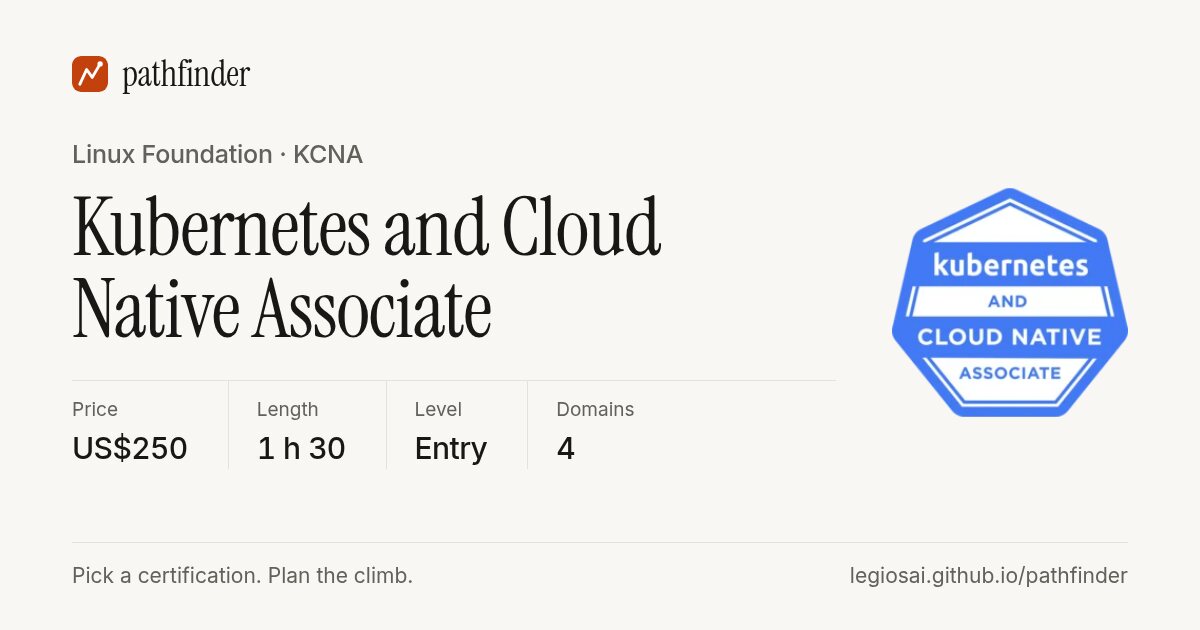 pathfinder
Linux Foundation · KCNA
Kubernetes and Cloud
Native Associate
kubernetes
AND
CLOUD NATIVE
ASSOCIATE
Price
Length
Level
Domains
US$250
1 h 30
Entry
4
Pick a certification. Plan the climb.
legiosai.github.io/pathfinder